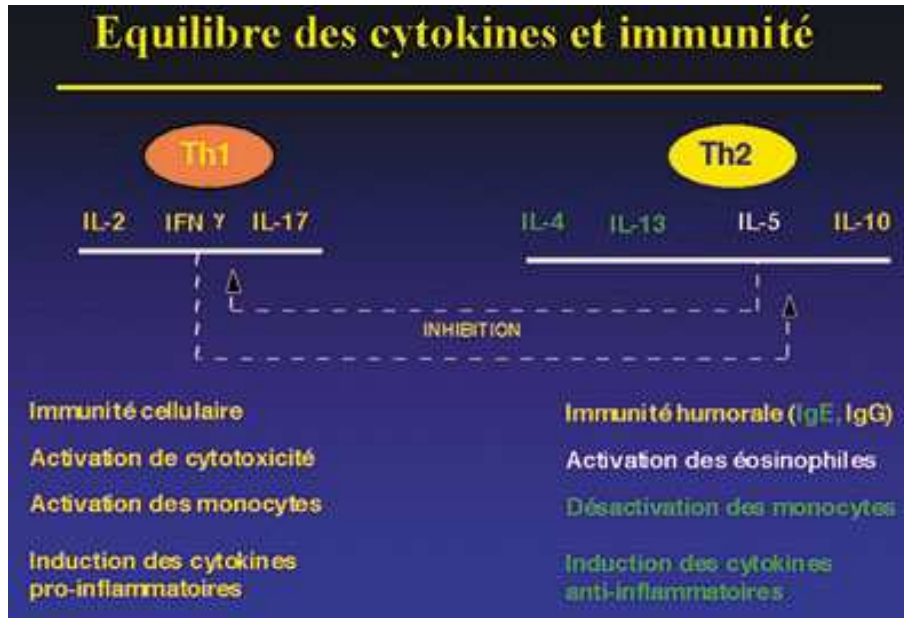 Equilibre des cytokines et immunité
Th1
Th2
IL-2 IFN γ IL-17
IL-4 IL-13 IL-5 IL-10
INHIBITION
Immunité cellulaire
Activation de cytotoxicité
Activation des monocytes
Induction des cytokines
pro-inflammatoires
Immunité humorale (IgE, IgG)
Activation des éosinophiles
Désactivation des monocytes
Induction des cytokines
anti-inflammatoires